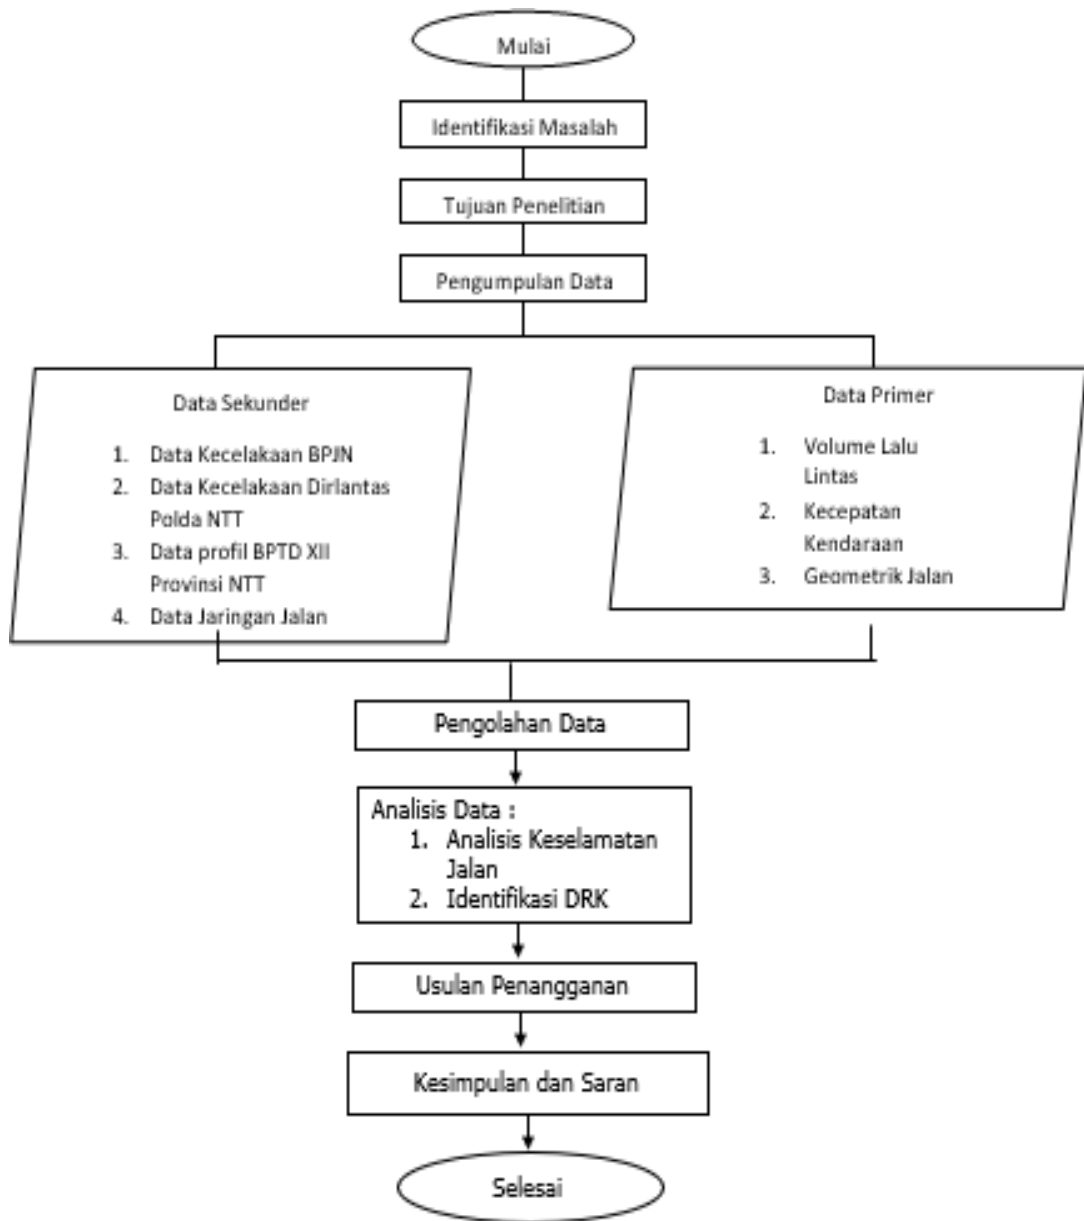 Mulai
Identifikasi Masalah
Tujuan Penelitian
Pengumpulan Data
Data Sekunder
1. Data Kecelakaan BPJN
2. Data Kecelakaan Dirlantas
Polda NTT
3. Data profil BPTD XII
Provinsi NTT
4. Data Jaringan Jalan
Data Primer
1. Volume Lalu
Lintas
2. Kecepatan
Kendaraan
3. Geometrik Jalan
Pengolahan Data
Analisis Data :
1. Analisis Keselamatan
Jalan
2. Identifikasi DRK
Usulan Penangganan
Kesimpulan dan Saran
Selesai